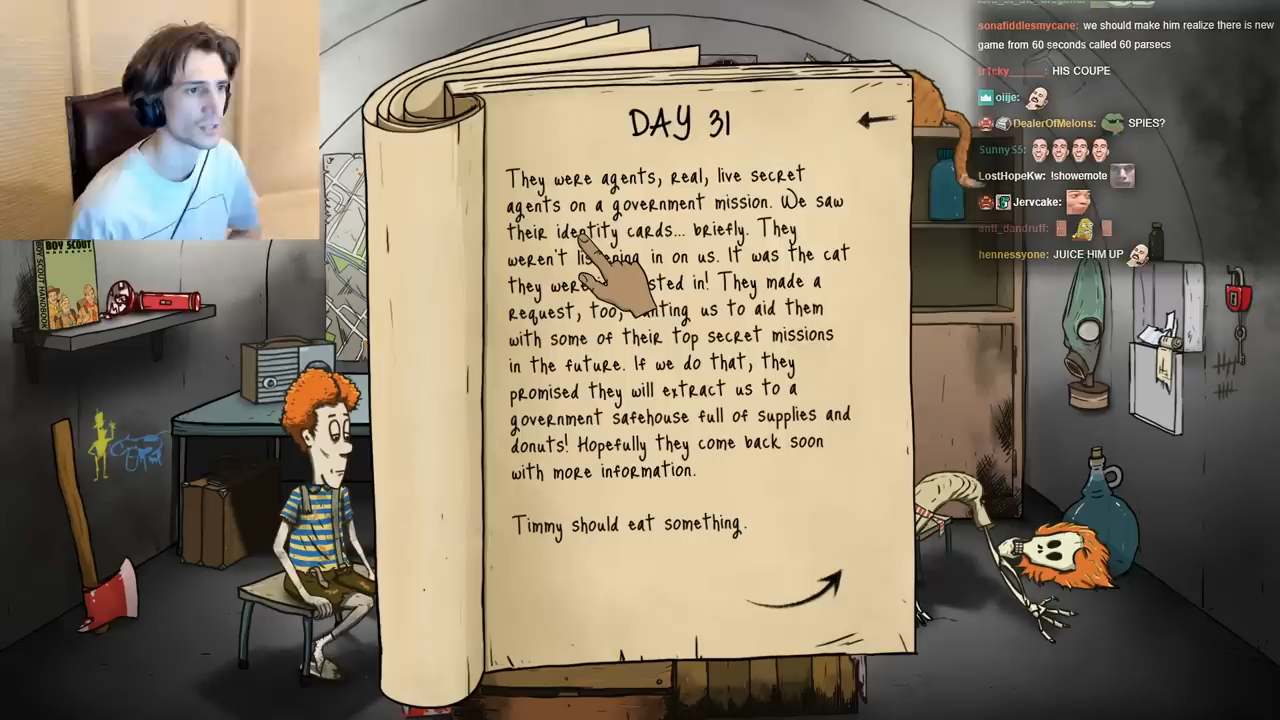 DAY 31
They were agents, real, live secret
agents on a government mission. We saw
their identity cards... briefly. They
weren't in on us. It was the cat
they were in! They made a
request, too, us to aid them
with some of their top secret missions
in the future. If we do that, they
promised they will extract us to a
government safehouse full of supplies and
donuts! Hopefully they come back soon
with more information.
Timmy should eat something.
BOY SCOUT
BOY SCOUT HANDBOOK
sonafiddlesmycane: we should make him realize there is new
game from 60 seconds called 60 parsecs
HIS COUPE
oiije:
DealerOfMelons: SPIES?
SunnyS5:
LostHopeKw: !showemote
Jervcake:
anti_dandruff:
hennessyone: JUICE HIM UP